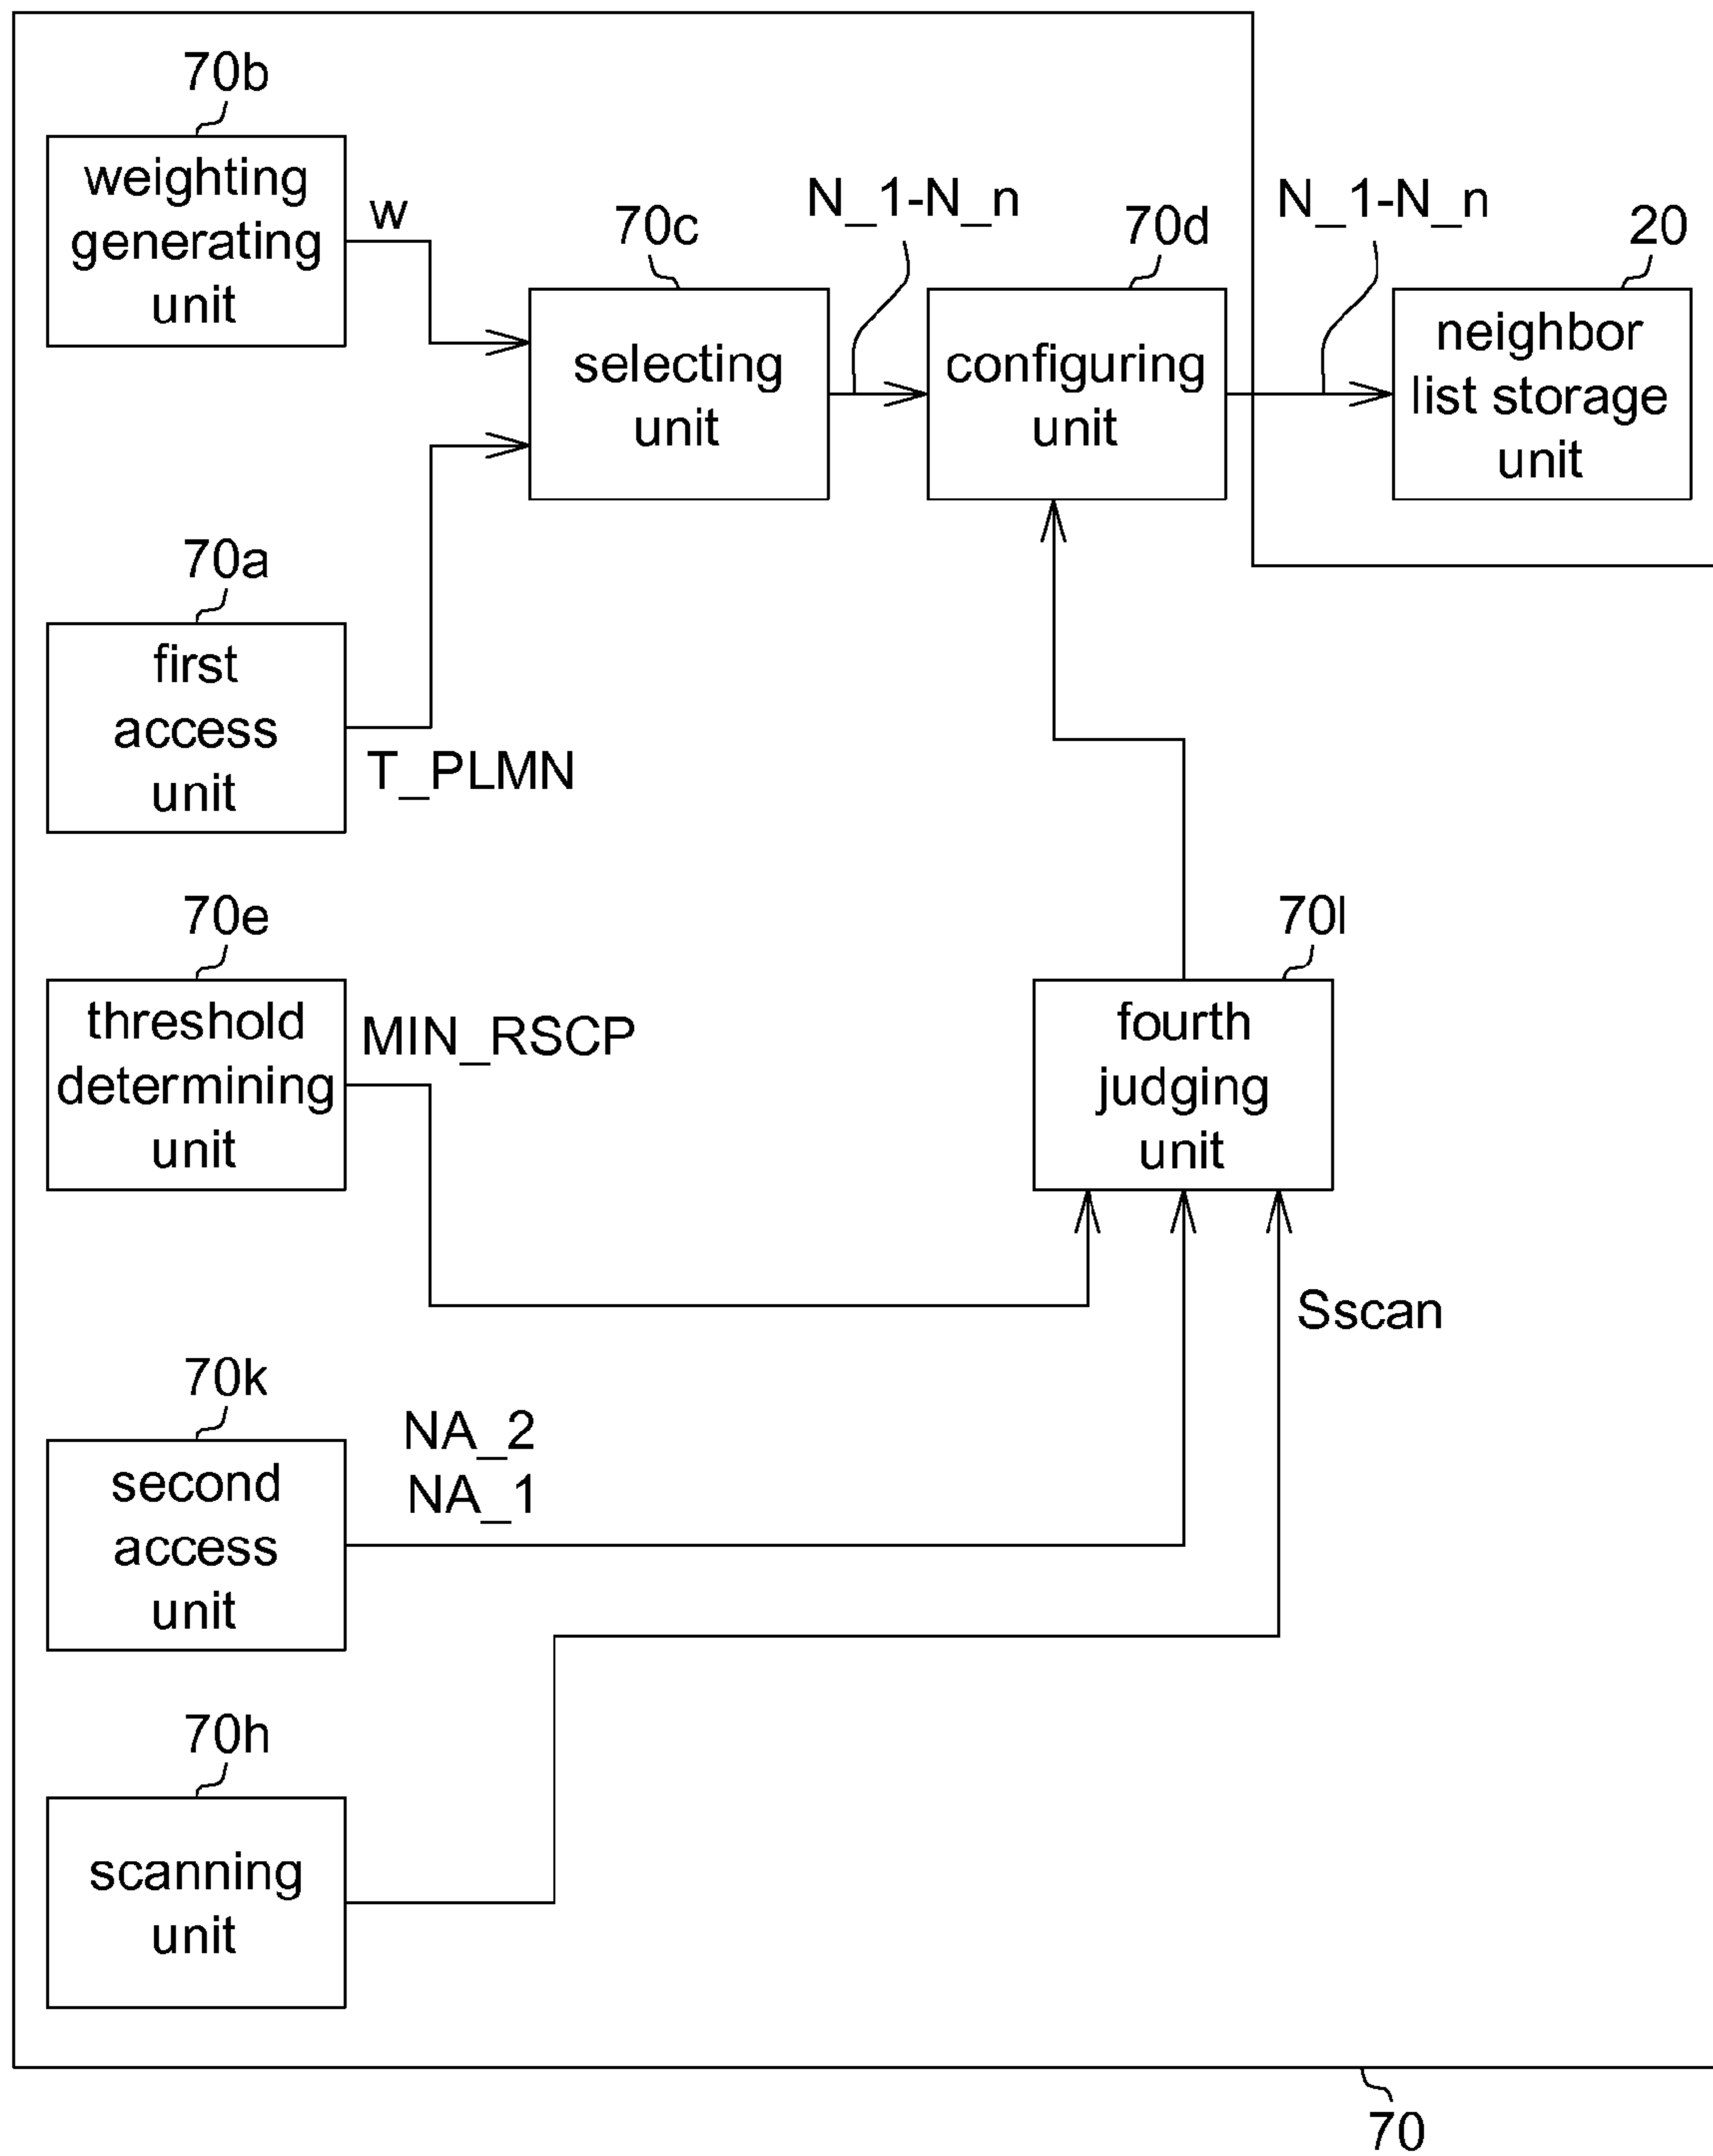 70b
weighting
generating
unit
w
70c
selecting
unit
N_1-N_n
70d
configuring
unit
N_1-N_n
20
neighbor
list storage
unit
70a
first
access
unit
T_PLMN
70e
threshold
determining
unit
MIN_RSCP
70l
fourth
judging
unit
Sscan
70k
second
access
unit
NA_2
NA_1
70h
scanning
unit
70